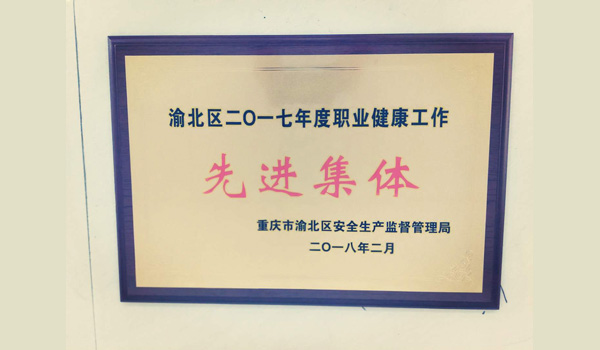 渝北区二〇一七年度职业健康工作
先进集体
重庆市渝北区安全生产监督管理局
二〇一八年二月